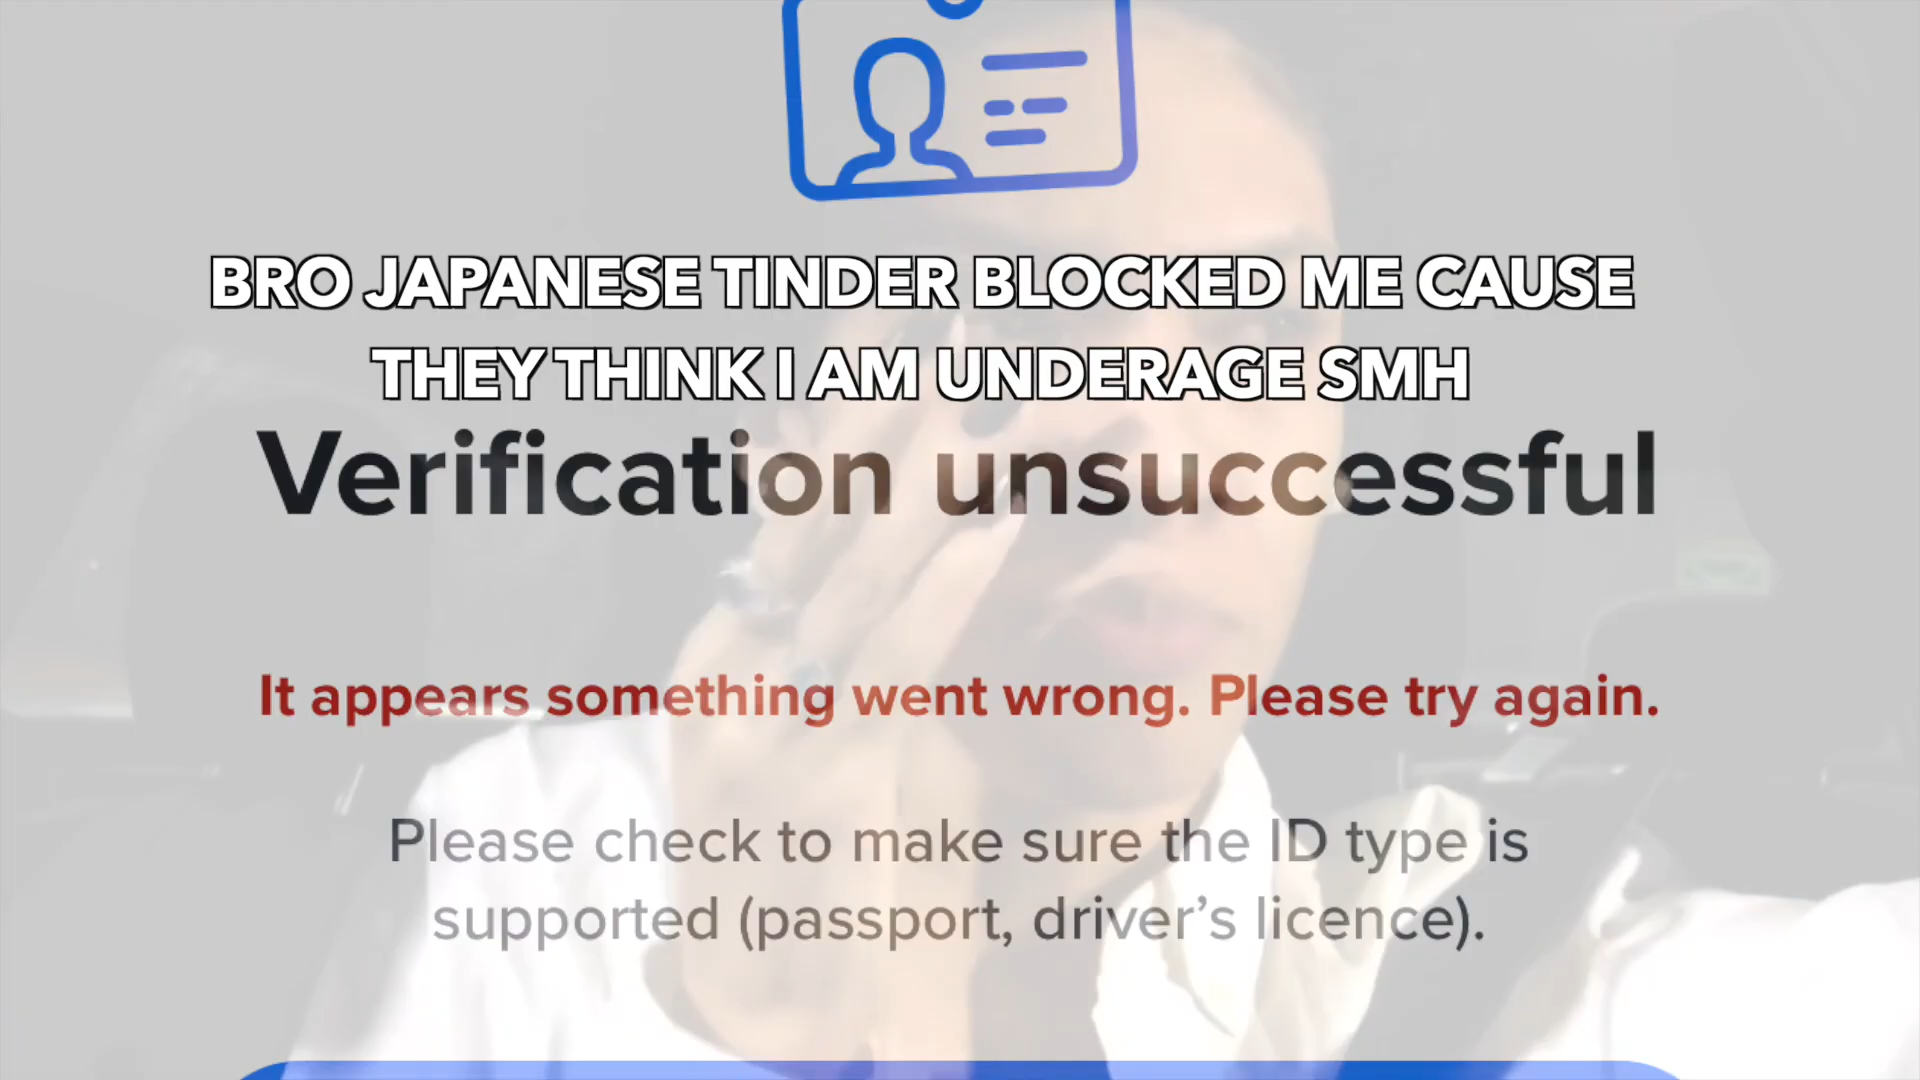 BRO JAPANESE TINDER BLOCKED ME CAUSE
THEY THINK I AM UNDERAGE SMH
Verification unsuccessful
It appears something went wrong. Please try again.
Please check to make sure the ID type is
supported (passport, driver’s licence).